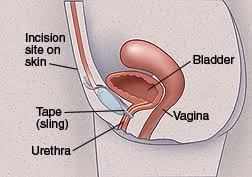 Incision
site on
skin
Bladder
Tape
(sling)
Vagina
Urethra